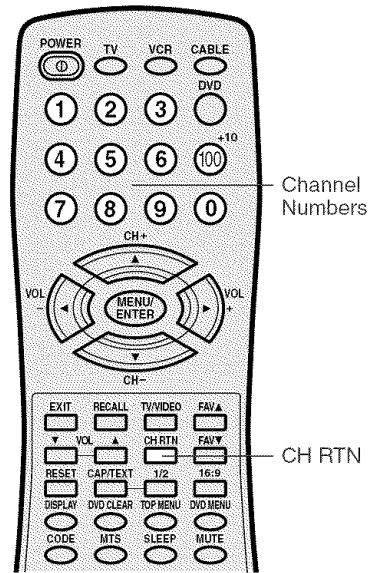 POWER TV VCR CABLE
DVD
1 2 3
+10
4 5 6 100
Channel
Numbers
7 8 9 0
CH+
VOL
−
MENU/
ENTER
VOL
+
CH−
EXIT RECALL TV/VIDEO FAV▲
▼ VOL ▲ CH RTN FAV▼
CH RTN
RESET CAP/TEXT 1/2 16:9
DISPLAY DVD CLEAR TOP MENU DVD MENU
CODE MTS SLEEP MUTE